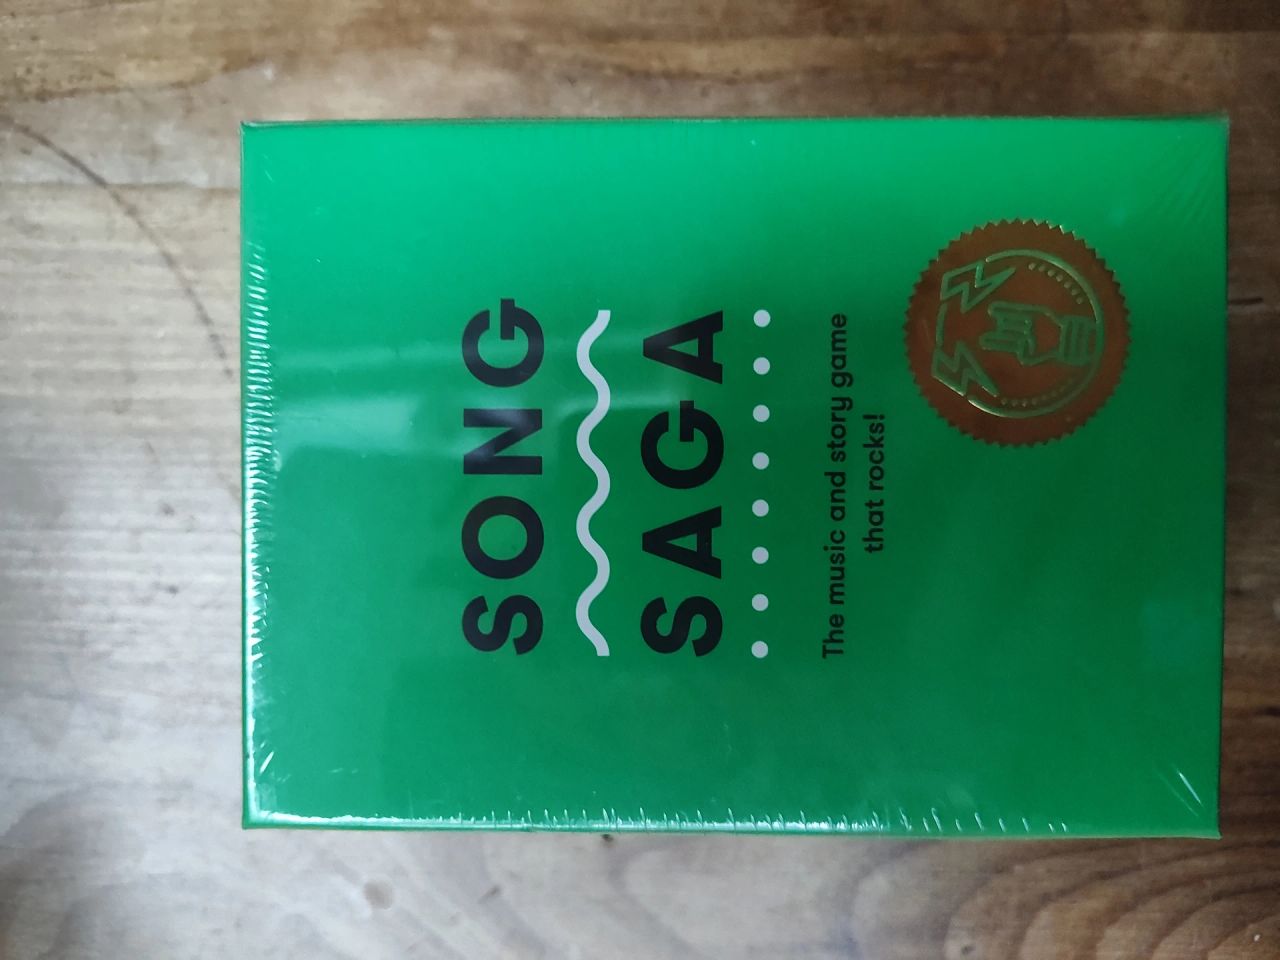 SONG
SAGA
The music and story game
that rocks!